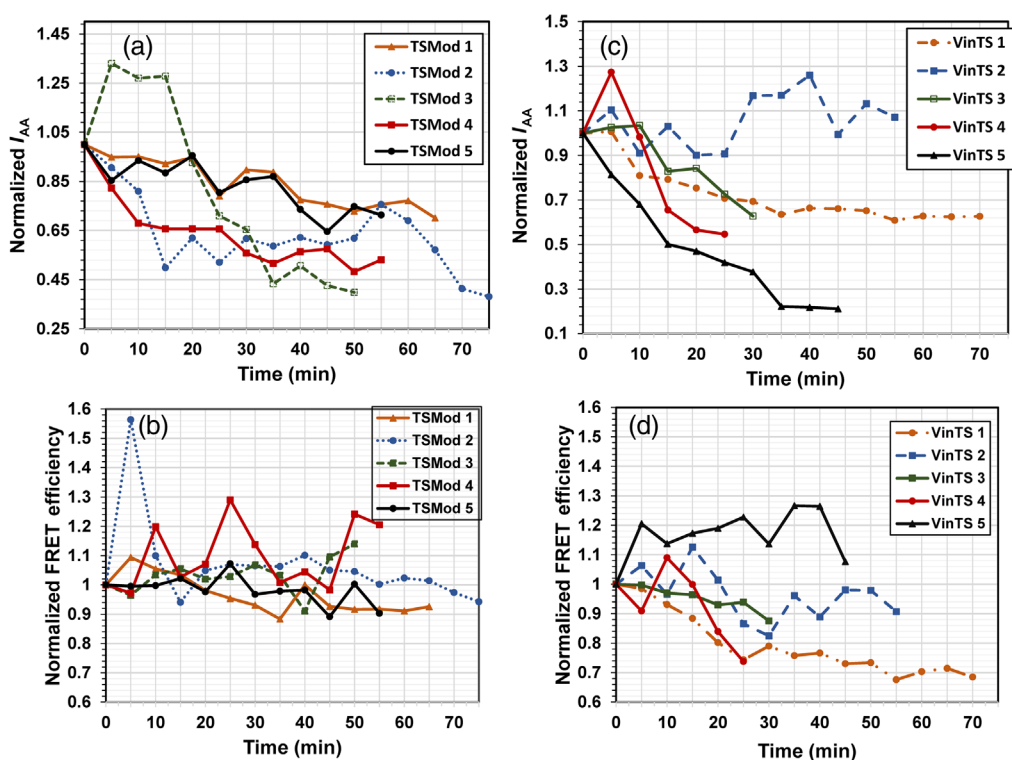 (a)
Normalized I_AA
1.45
1.25
1.05
0.85
0.65
0.45
0.25
0 10 20 30 40 50 60 70
Time (min)
TSMod 1
TSMod 2
TSMod 3
TSMod 4
TSMod 5
(c)
Normalized I_AA
1.5
1.3
1.1
0.9
0.7
0.5
0.3
0.1
0 10 20 30 40 50 60 70
Time (min)
VinTS 1
VinTS 2
VinTS 3
VinTS 4
VinTS 5
(b)
Normalized FRET efficiency
1.6
1.5
1.4
1.3
1.2
1.1
1
0.9
0.8
0.7
0.6
0 10 20 30 40 50 60 70
Time (min)
TSMod 1
TSMod 2
TSMod 3
TSMod 4
TSMod 5
(d)
Normalized FRET efficiency
1.6
1.5
1.4
1.3
1.2
1.1
1
0.9
0.8
0.7
0.6
0 10 20 30 40 50 60 70
Time (min)
VinTS 1
VinTS 2
VinTS 3
VinTS 4
VinTS 5